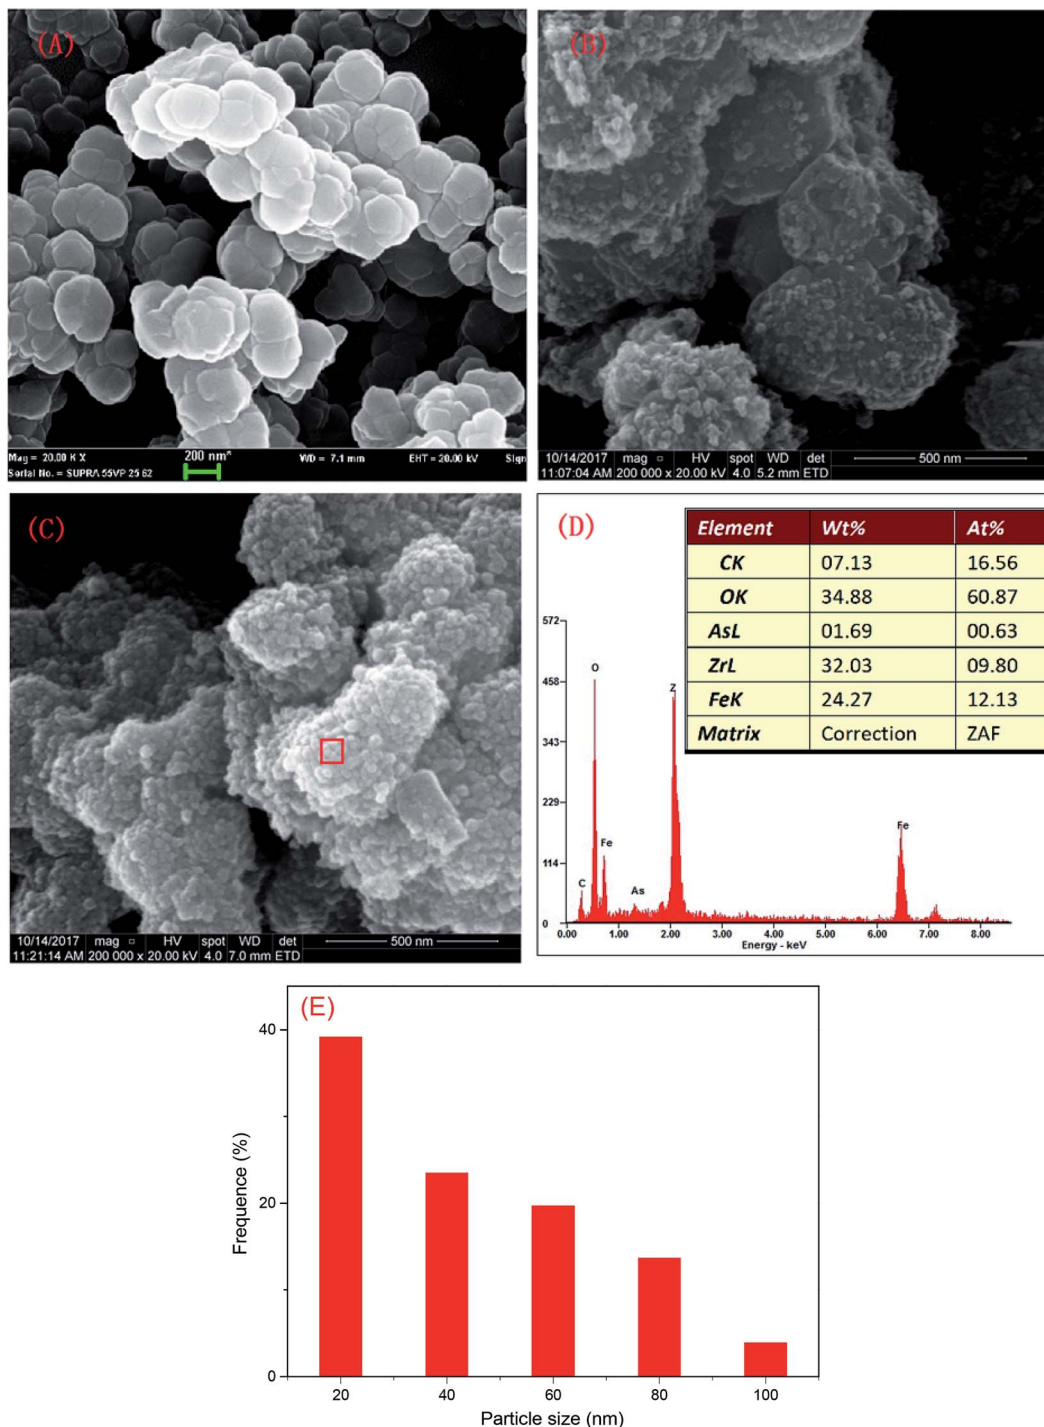 (A)
Mag = 20.00 K X
200 nm*
WD = 7.1 mm
EHT = 20.00 kV
Sign
Serial No. = SUPRA 55VP 25 62
(B)
10/14/2017 mag □ HV spot WD det
500 nm
11:07:04 AM 200 000 x 20.00 kV 4.0 5.2 mm ETD
(C)
10/14/2017 mag □ HV spot WD det
500 nm
11:21:14 AM 200 000 x 20.00 kV 4.0 7.0 mm ETD
(D)
Element Wt% At%
CK 07.13 16.56
OK 34.88 60.87
AsL 01.69 00.63
ZrL 32.03 09.80
FeK 24.27 12.13
Matrix Correction ZAF
572
458
343
229
114
0
O
Z
Fe
Fe
C
As
0.00 1.00 2.00 3.00 4.00 5.00 6.00 7.00 8.00
Energy - keV
(E)
Frequence (%)
40
20
0
20 40 60 80 100
Particle size (nm)